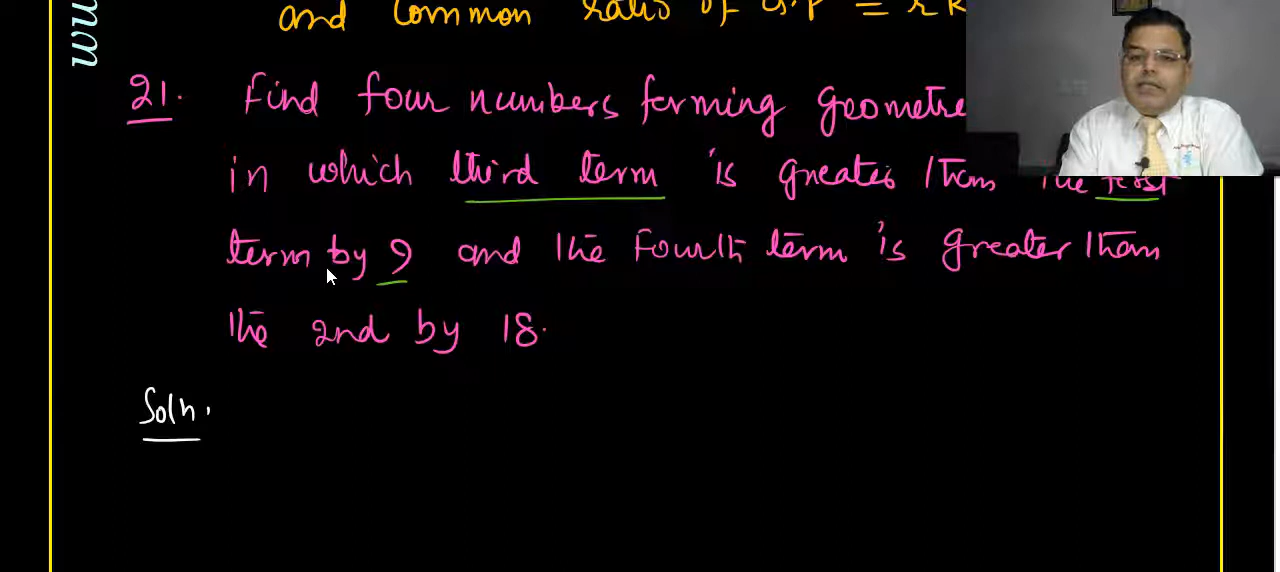 and common ratio of G.P =
21. Find four numbers forming geometric
in which third term is greater than the first
term by 9 and the Fourth term is greater than
the 2nd by 18.
Soln.